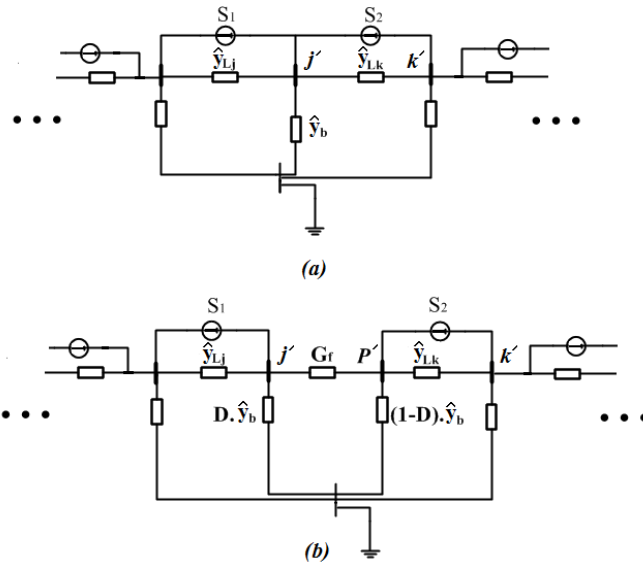 S₁ S₂
ŷLj j′ ŷLk k′
• • • • • •
ŷb
(a)
S₁ S₂
ŷLj j′ Gf P′ ŷLk k′
• • • D.ŷb (1-D).ŷb • • •
(b)